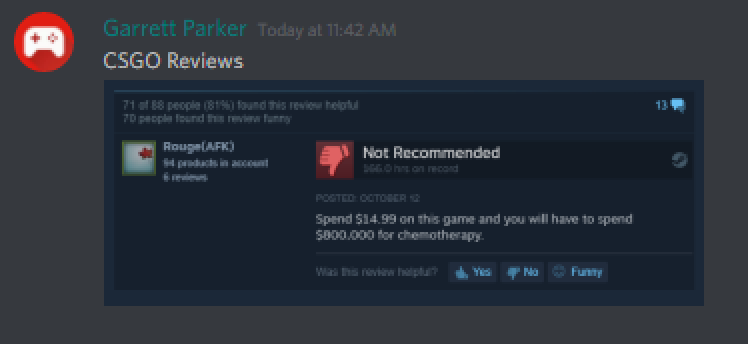 Garrett Parker Today at 11:42 AM
CSGO Reviews
71 of 88 people (81%) found this review helpful
13
70 people found this review funny
Rouge(AFK)
94 products in account
6 reviews
Not Recommended
hrs on record
POSTED: OCTOBER 12
Spend $14.99 on this game and you will have to spend
$800,000 for chemotherapy.
Was this review helpful? Yes No Funny